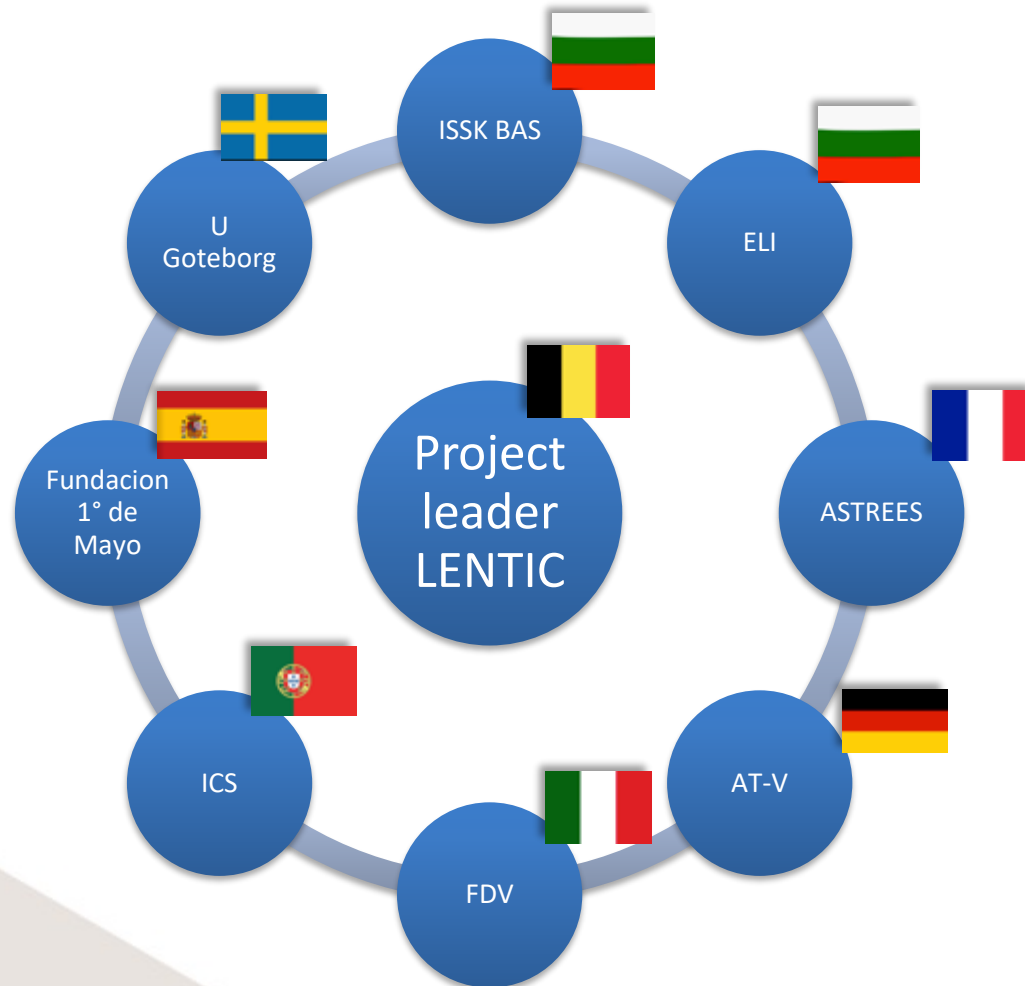 ISSK BAS
ELI
ASTREES
AT-V
FDV
ICS
Fundacion
1° de
Mayo
U
Goteborg
Project
leader
LENTIC